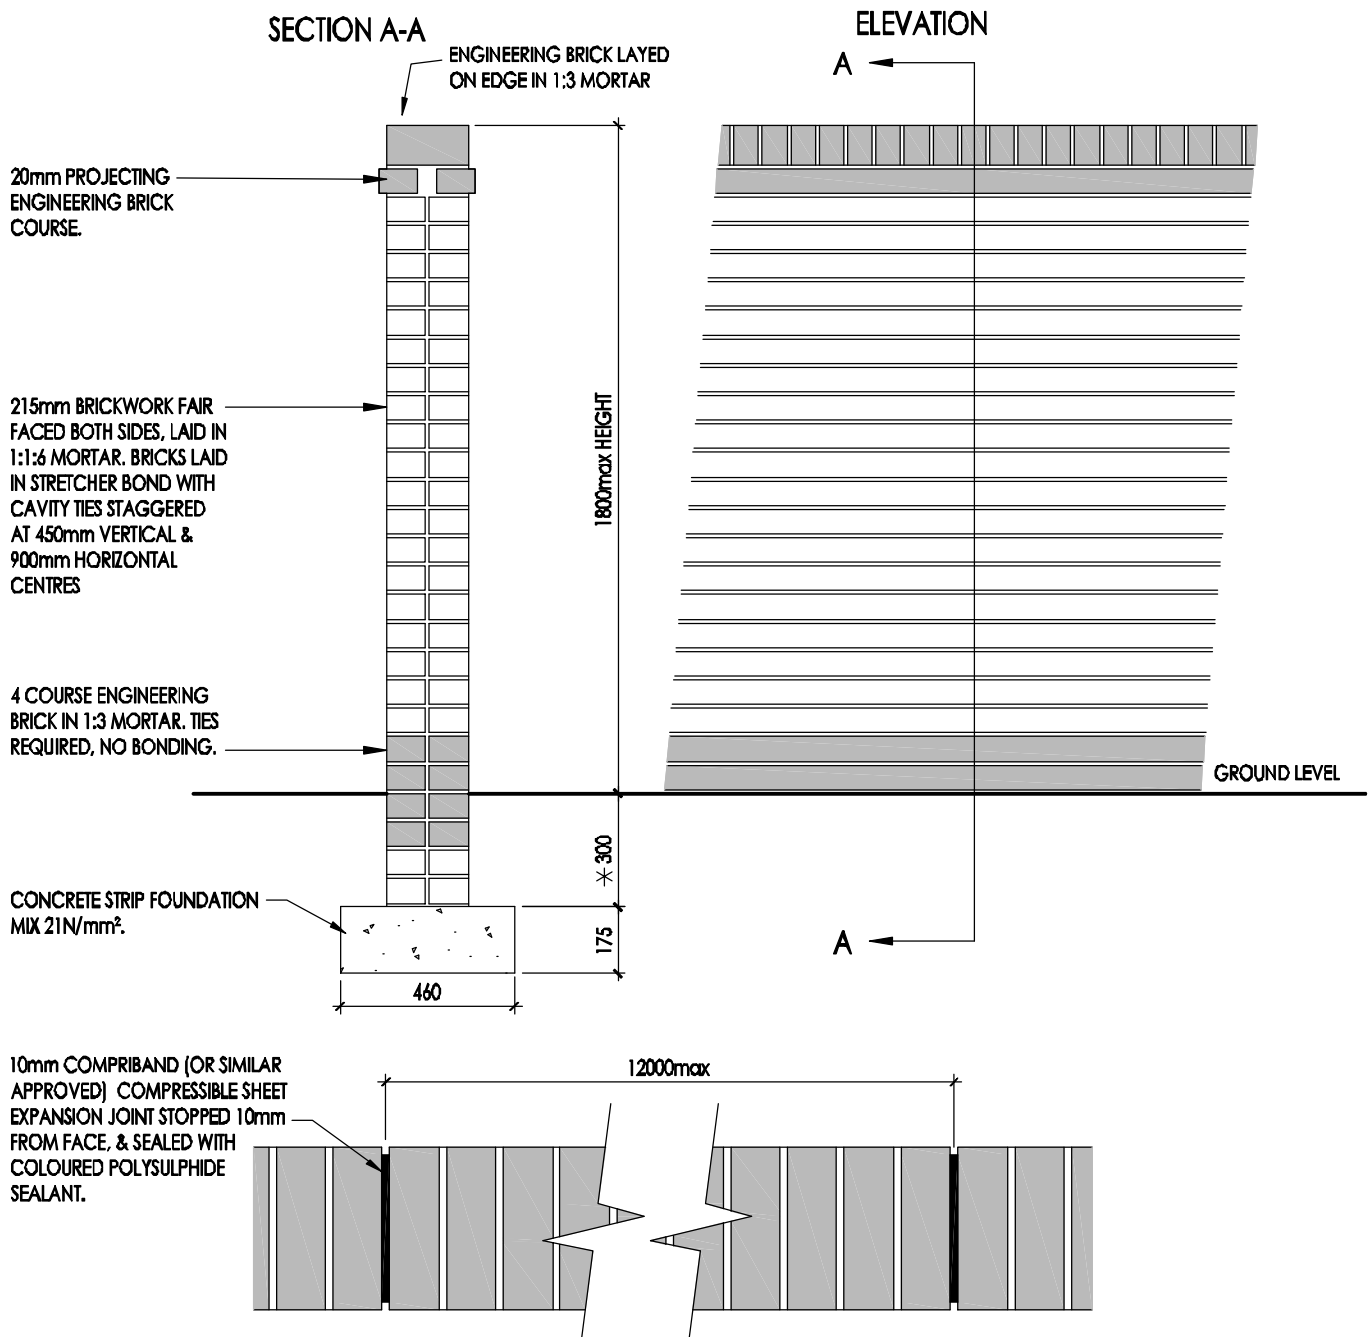 SECTION A-A
ELEVATION
ENGINEERING BRICK LAYED
ON EDGE IN 1:3 MORTAR
A
20mm PROJECTING
ENGINEERING BRICK
COURSE.
215mm BRICKWORK FAIR
FACED BOTH SIDES, LAID IN
1:1:6 MORTAR. BRICKS LAID
IN STRETCHER BOND WITH
CAVITY TIES STAGGERED
AT 450mm VERTICAL &
900mm HORIZONTAL
CENTRES
1800max HEIGHT
4 COURSE ENGINEERING
BRICK IN 1:3 MORTAR. TIES
REQUIRED, NO BONDING.
GROUND LEVEL
* 300
CONCRETE STRIP FOUNDATION
MIX 21N/mm².
175
A
460
10mm COMPRIBAND (OR SIMILAR
APPROVED) COMPRESSIBLE SHEET
EXPANSION JOINT STOPPED 10mm
FROM FACE, & SEALED WITH
COLOURED POLYSULPHIDE
SEALANT.
12000max